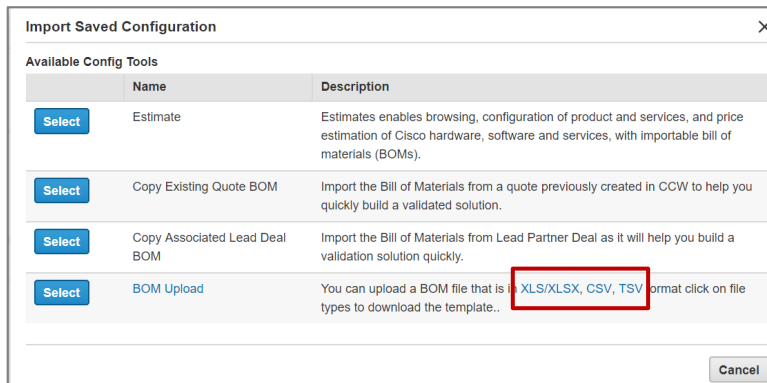 Import Saved Configuration
Available Config Tools
Name Description
Select Estimate Estimates enables browsing, configuration of product and services, and price
estimation of Cisco hardware, software and services, with importable bill of
materials (BOMs).
Select Copy Existing Quote BOM Import the Bill of Materials from a quote previously created in CCW to help you
quickly build a validated solution.
Select Copy Associated Lead Deal
BOM Import the Bill of Materials from Lead Partner Deal as it will help you build a
validation solution quickly.
Select BOM Upload You can upload a BOM file that is in XLS/XLSX, CSV, TSV format click on file
types to download the template..
Cancel